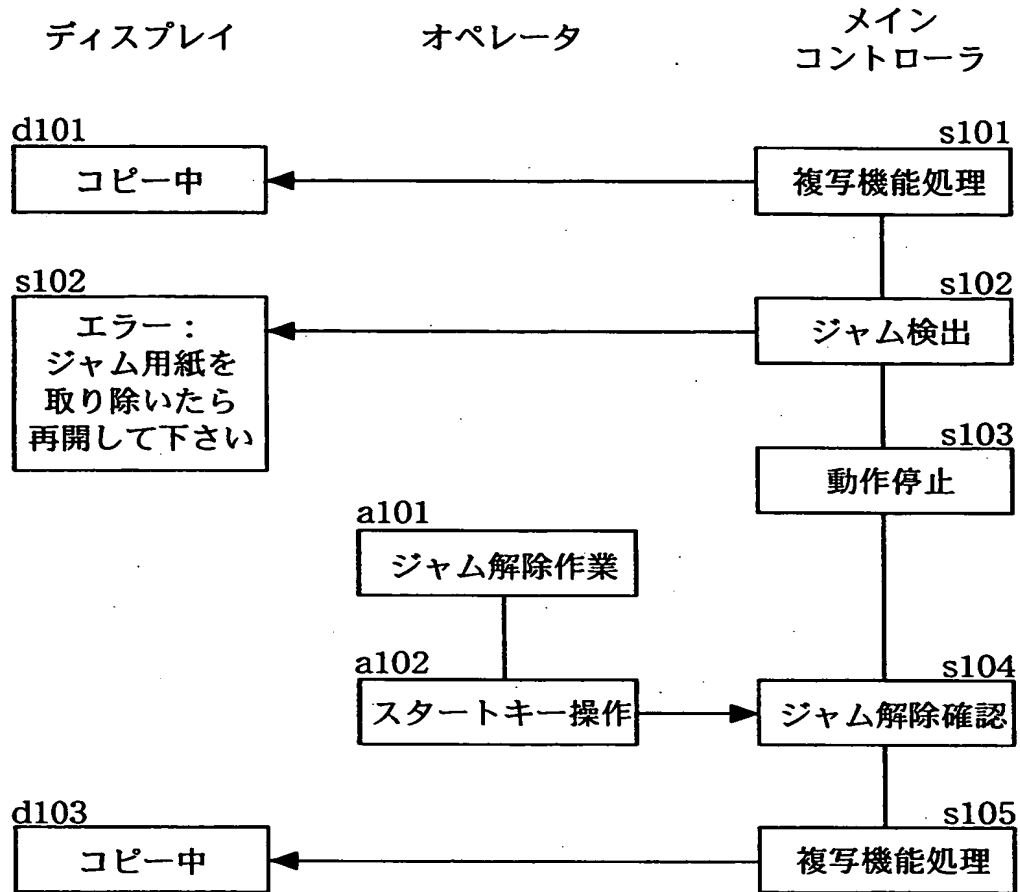 ディスプレイ
オペレータ
メイン
コントローラ
d101
コピー中
s101
複写機能処理
s102
エラー：
ジャム用紙を
取り除いたら
再開して下さい
s102
ジャム検出
s103
動作停止
a101
ジャム解除作業
a102
スタートキー操作
s104
ジャム解除確認
d103
コピー中
s105
複写機能処理